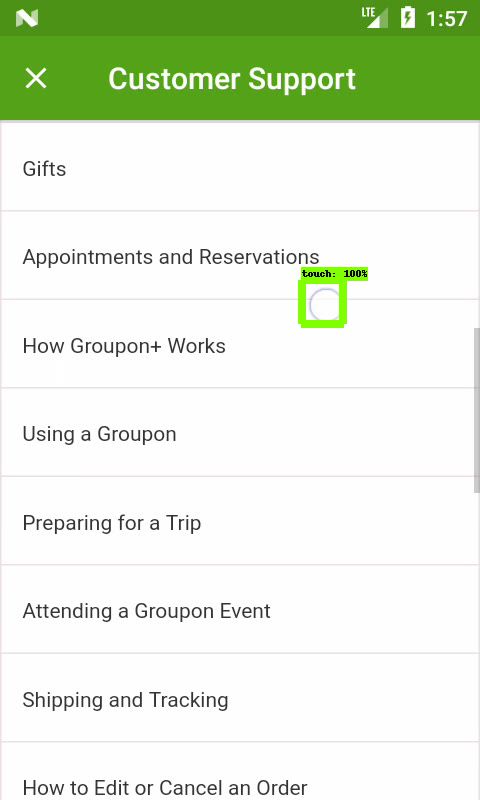 LTE 1:57
Customer Support
Gifts
Appointments and Reservations
touch: 100%
How Groupon+ Works
Using a Groupon
Preparing for a Trip
Attending a Groupon Event
Shipping and Tracking
How to Edit or Cancel an Order